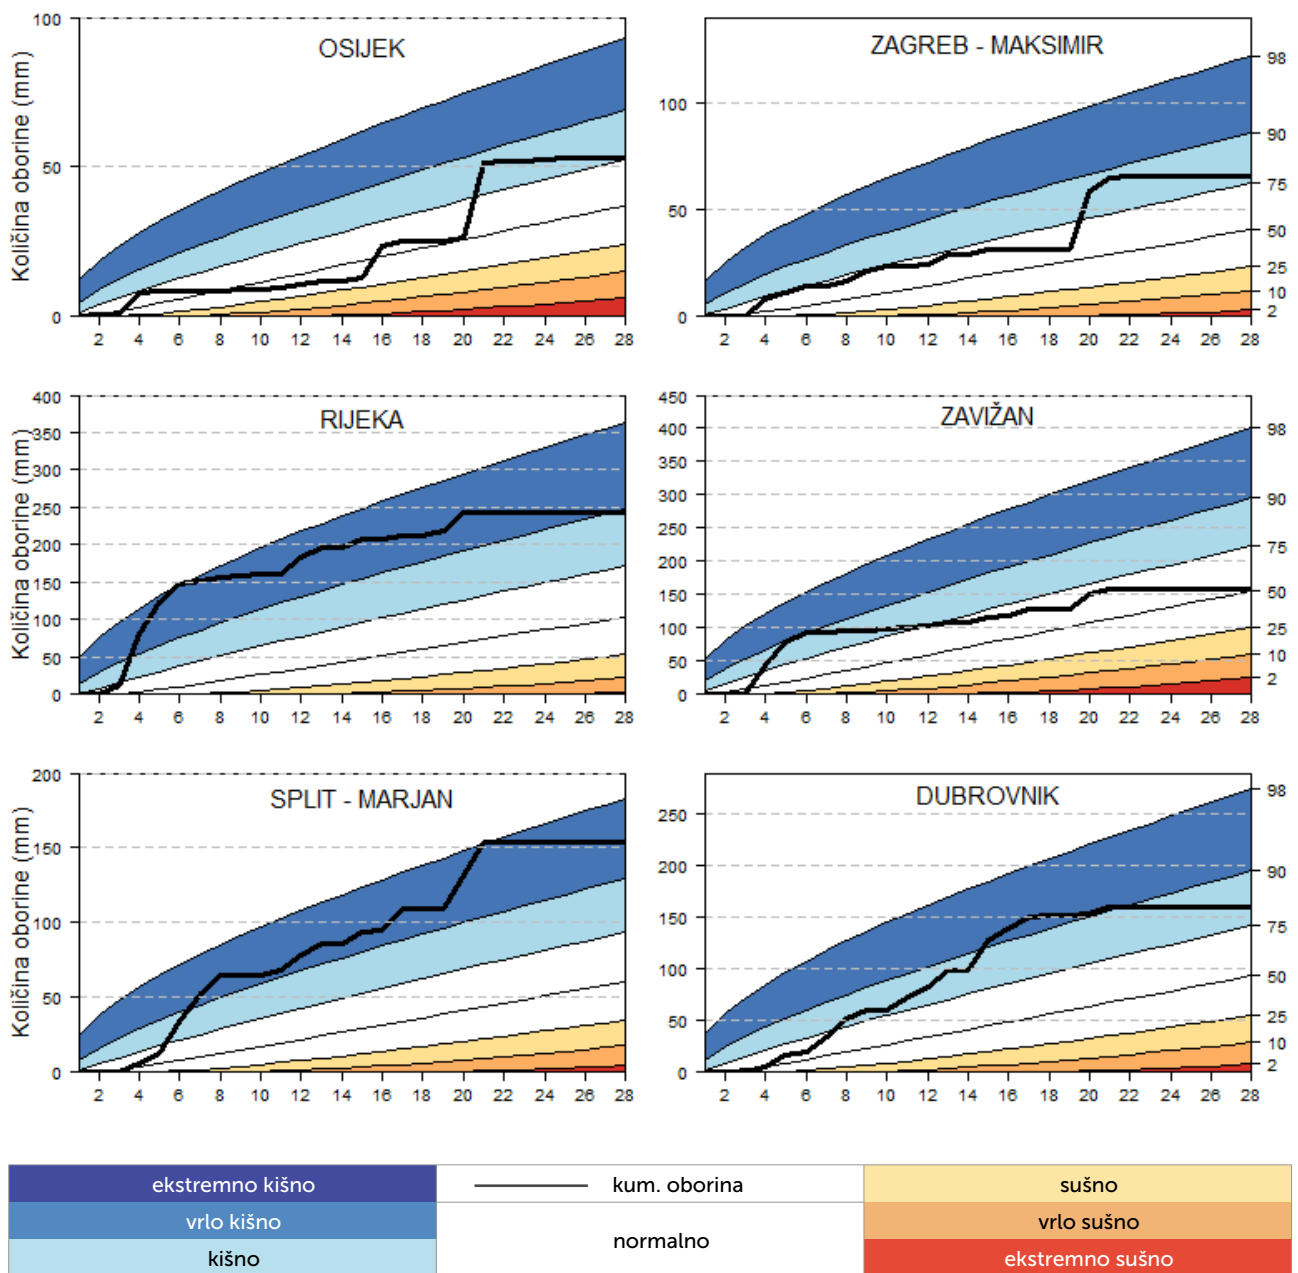 OSIJEK
Količina oborine (mm)
100
50
0
2 4 6 8 10 12 14 16 18 20 22 24 26 28
ZAGREB - MAKSIMIR
100
50
0
98
90
75
50
25
10
2
2 4 6 8 10 12 14 16 18 20 22 24 26 28
RIJEKA
Količina oborine (mm)
400
350
300
250
200
150
100
50
0
2 4 6 8 10 12 14 16 18 20 22 24 26 28
ZAVIŽAN
450
400
350
300
250
200
150
100
50
0
98
90
75
50
25
10
2
2 4 6 8 10 12 14 16 18 20 22 24 26 28
SPLIT - MARJAN
Količina oborine (mm)
200
150
100
50
0
2 4 6 8 10 12 14 16 18 20 22 24 26 28
DUBROVNIK
250
200
150
100
50
0
98
90
75
50
25
10
2
2 4 6 8 10 12 14 16 18 20 22 24 26 28
ekstremno kišno
kum. oborina
sušno
vrlo kišno
normalno
vrlo sušno
kišno
ekstremno sušno